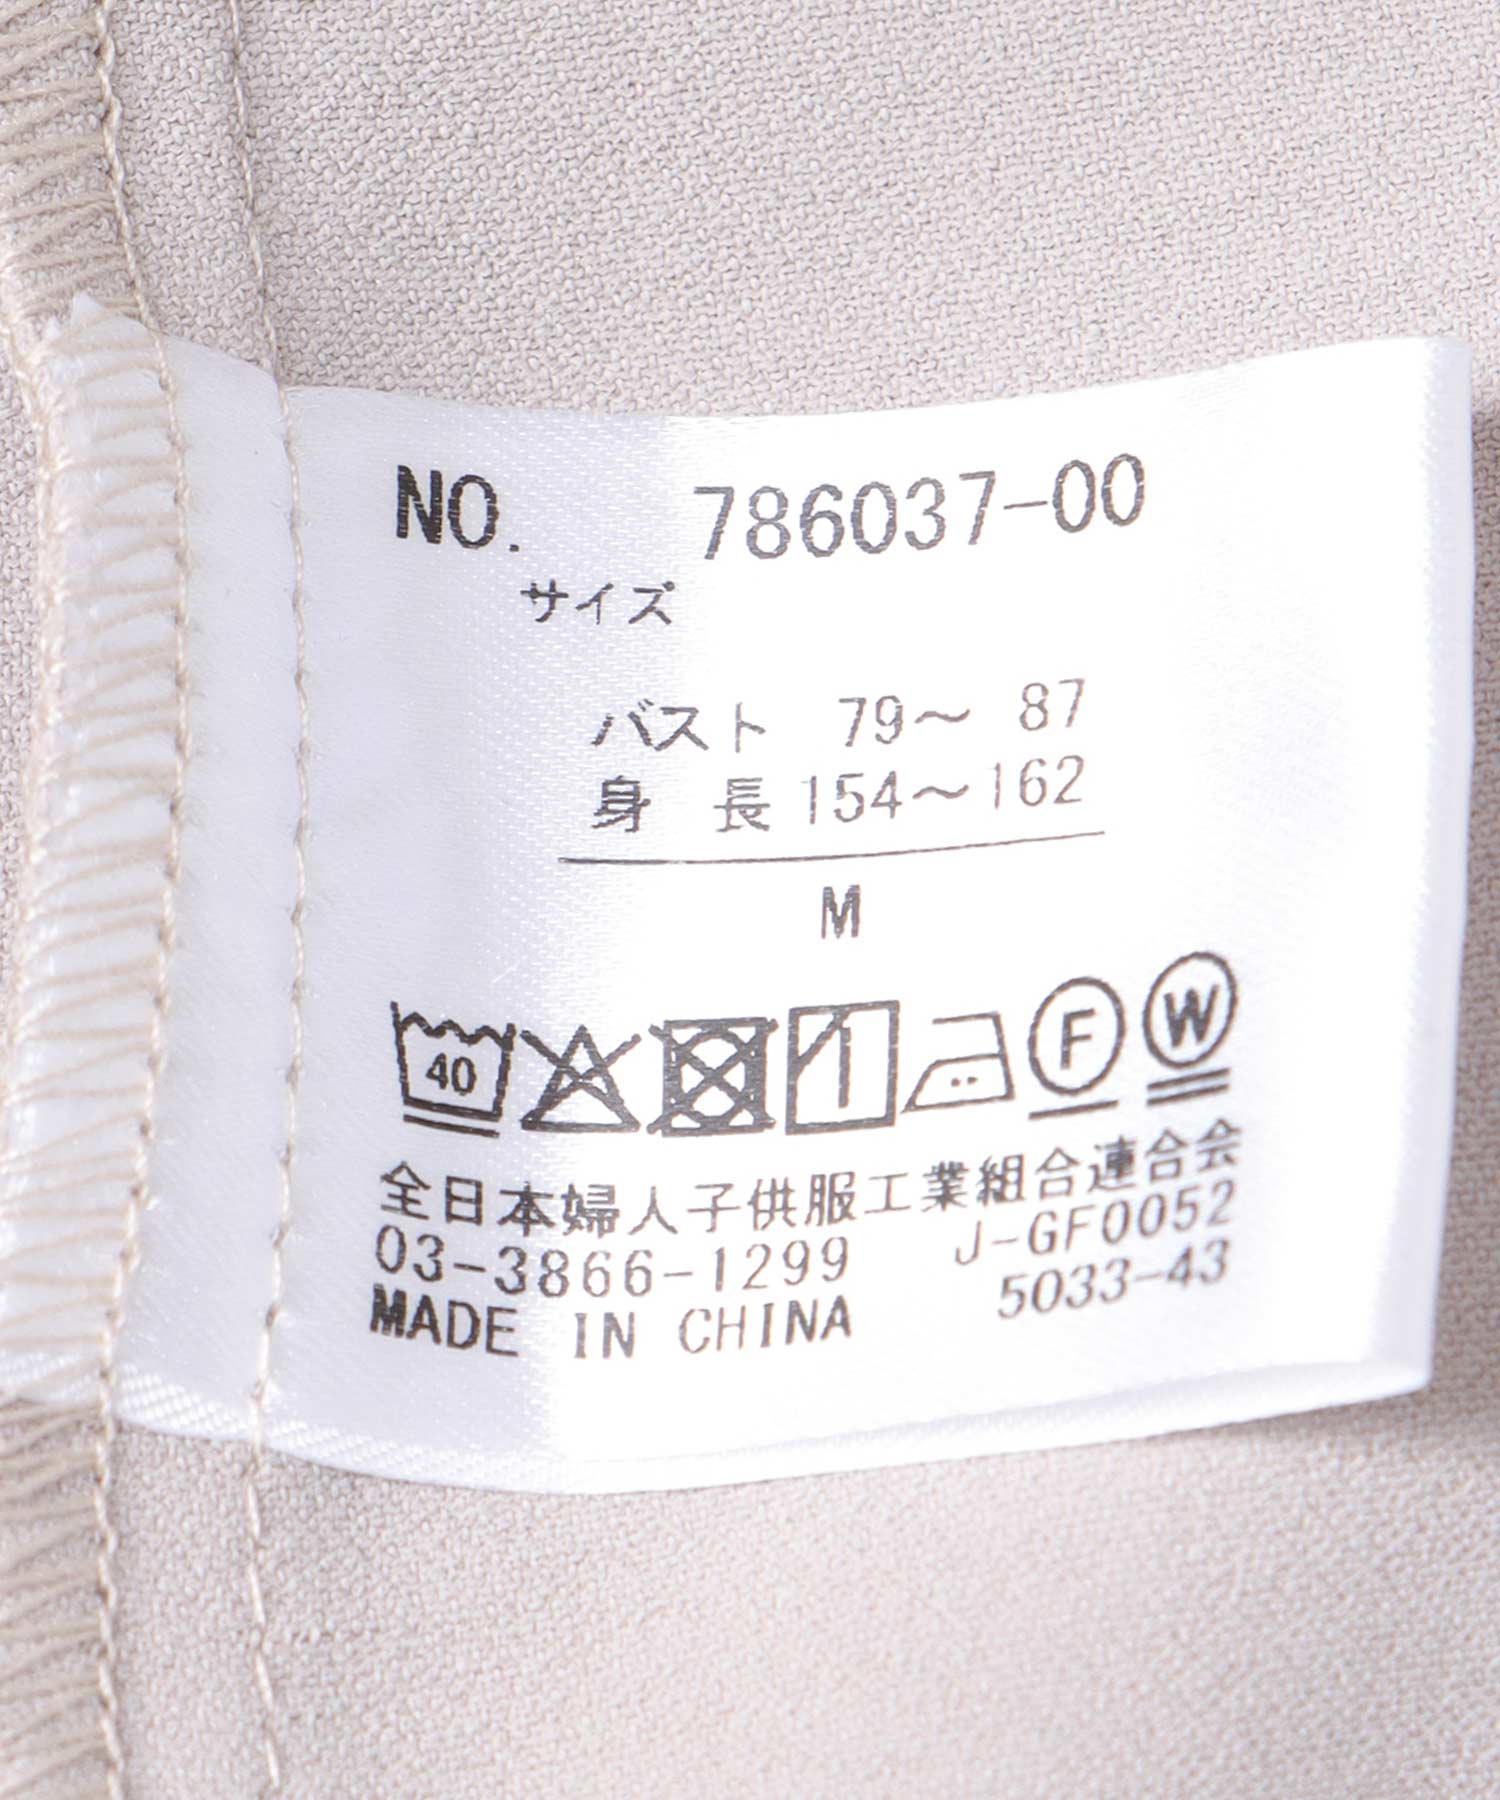 NO. 786037-00
サイズ
バスト 79〜 87
身 長 154〜162
M
40 F W
全日本婦人子供服工業組合連合会
03-3866-1299 J-GF0052
5033-43
MADE IN CHINA